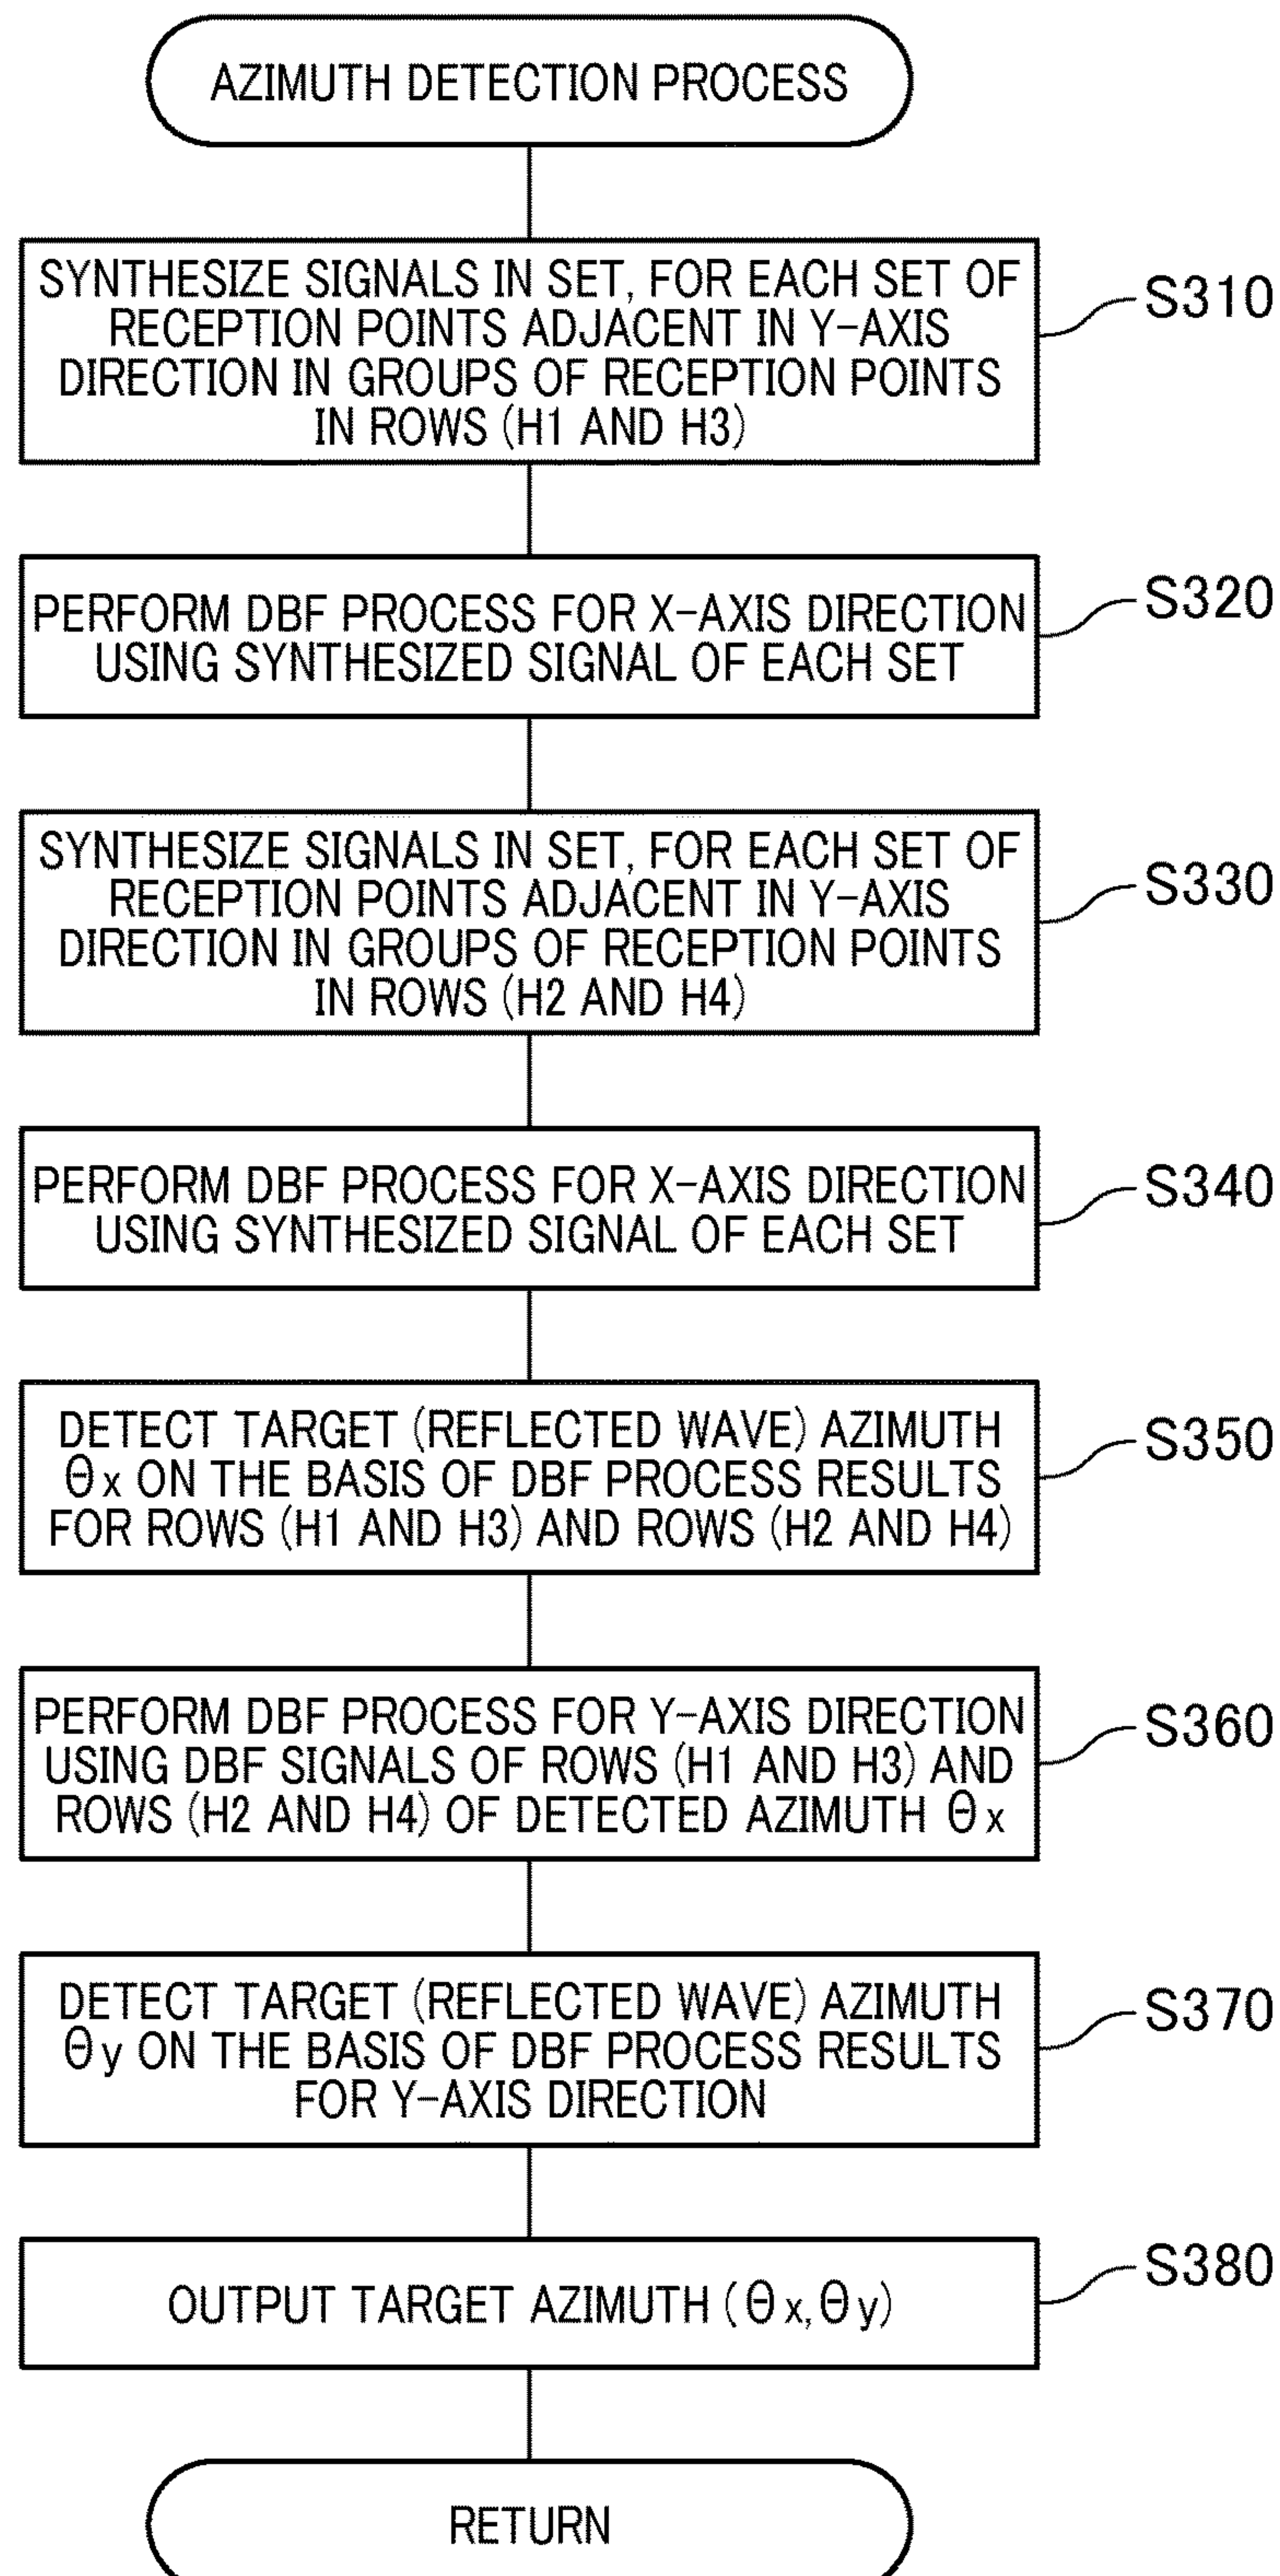 AZIMUTH DETECTION PROCESS
SYNTHESIZE SIGNALS IN SET, FOR EACH SET OF
RECEPTION POINTS ADJACENT IN Y-AXIS
DIRECTION IN GROUPS OF RECEPTION POINTS
IN ROWS (H1 AND H3)
S310
PERFORM DBF PROCESS FOR X-AXIS DIRECTION
USING SYNTHESIZED SIGNAL OF EACH SET
S320
SYNTHESIZE SIGNALS IN SET, FOR EACH SET OF
RECEPTION POINTS ADJACENT IN Y-AXIS
DIRECTION IN GROUPS OF RECEPTION POINTS
IN ROWS (H2 AND H4)
S330
PERFORM DBF PROCESS FOR X-AXIS DIRECTION
USING SYNTHESIZED SIGNAL OF EACH SET
S340
DETECT TARGET (REFLECTED WAVE) AZIMUTH
θx ON THE BASIS OF DBF PROCESS RESULTS
FOR ROWS (H1 AND H3) AND ROWS (H2 AND H4)
S350
PERFORM DBF PROCESS FOR Y-AXIS DIRECTION
USING DBF SIGNALS OF ROWS (H1 AND H3) AND
ROWS (H2 AND H4) OF DETECTED AZIMUTH θx
S360
DETECT TARGET (REFLECTED WAVE) AZIMUTH
θy ON THE BASIS OF DBF PROCESS RESULTS
FOR Y-AXIS DIRECTION
S370
OUTPUT TARGET AZIMUTH (θx,θy)
S380
RETURN